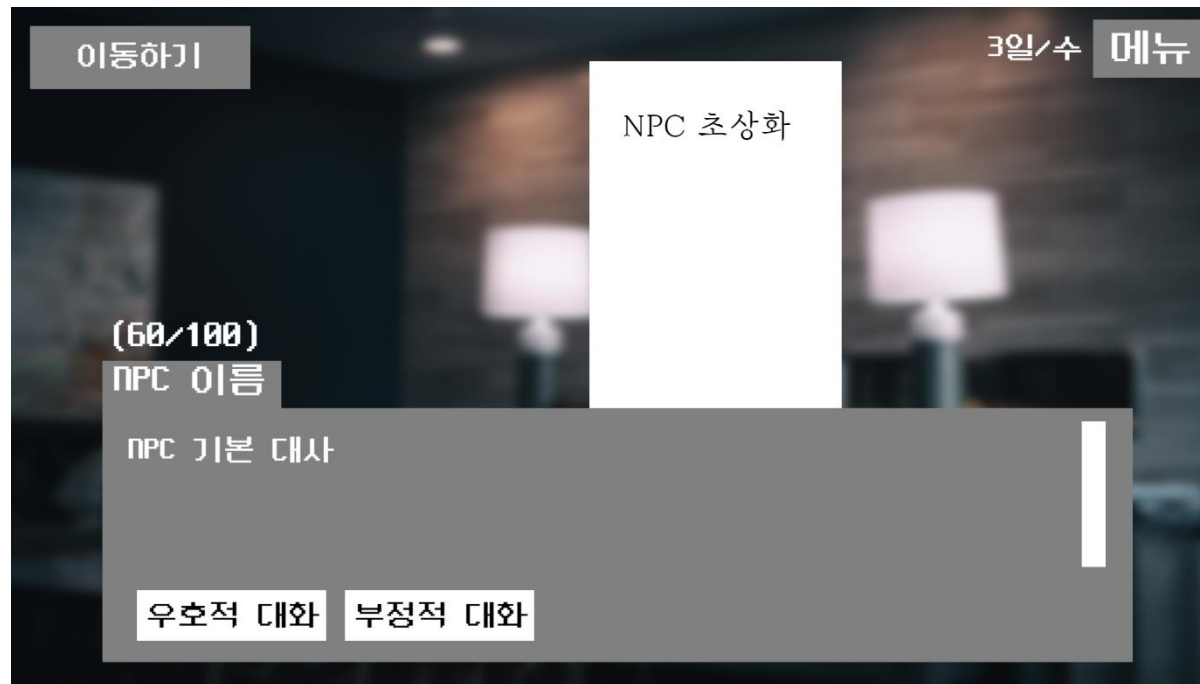 이동하기
3일/수 메뉴
NPC 초상화
(60/100)
NPC 이름
NPC 기본 대사
우호적 대화 부정적 대화